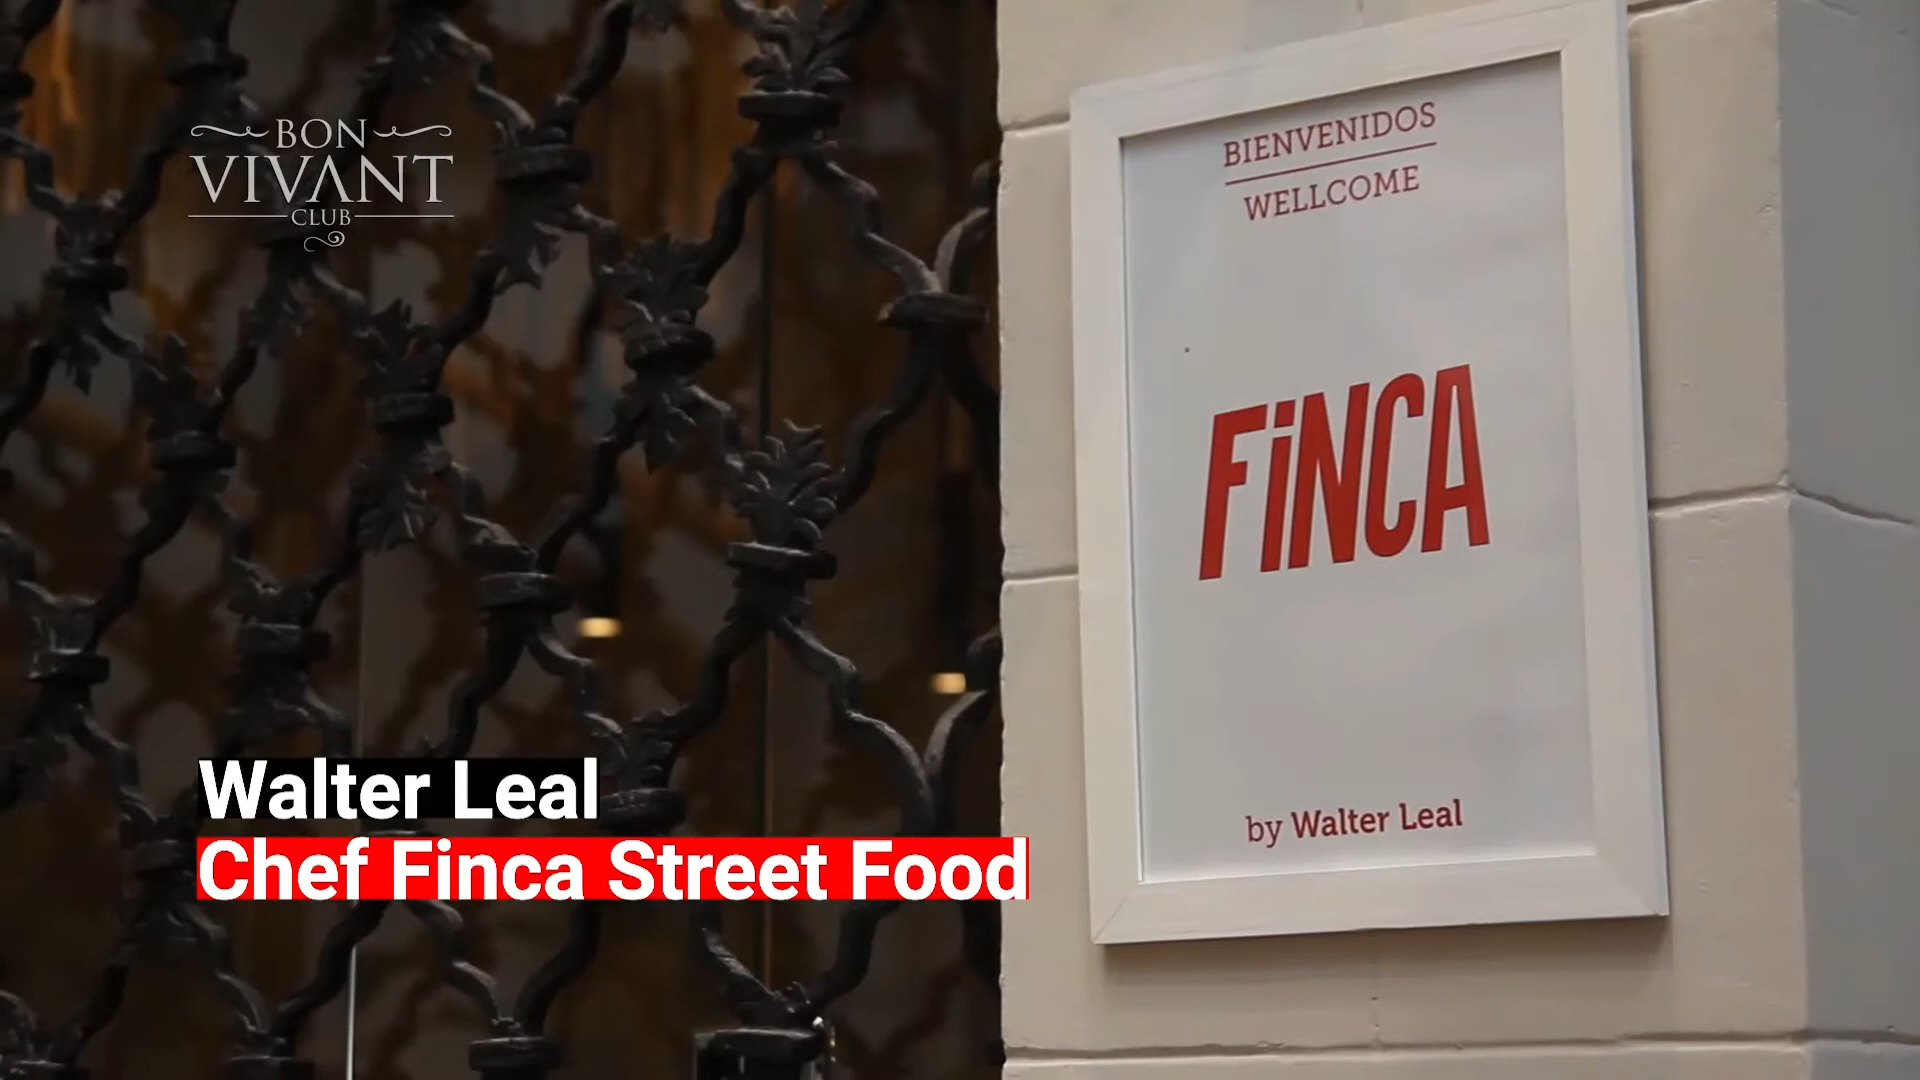 BON
VIVANT
CLUB
BIENVENIDOS
WELLCOME
FiNCA
by Walter Leal
Walter Leal
Chef Finca Street Food